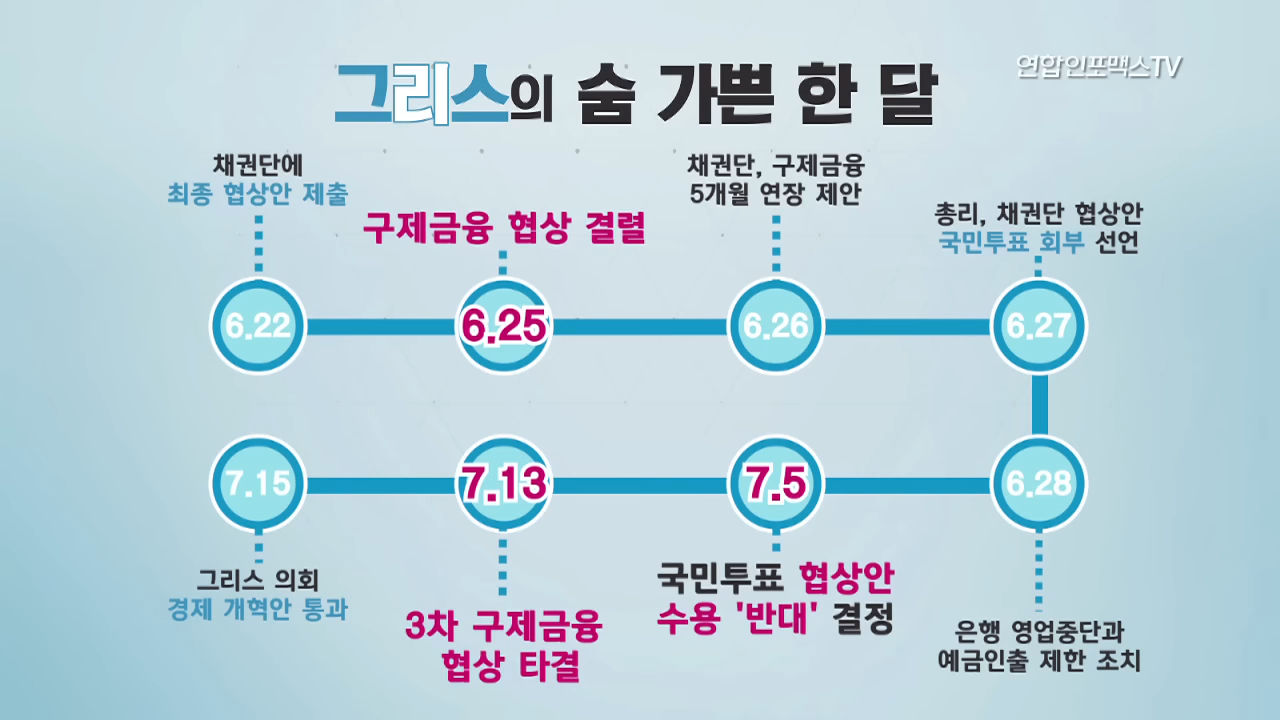 그리스의 숨 가쁜 한 달
연합인포맥스TV
채권단에
최종 협상안 제출
구제금융 협상 결렬
채권단, 구제금융
5개월 연장 제안
총리, 채권단 협상안
국민투표 회부 선언
6.22
6.25
6.26
6.27
7.15
7.13
7.5
6.28
그리스 의회
경제 개혁안 통과
3차 구제금융
협상 타결
국민투표 협상안
수용 '반대' 결정
은행 영업중단과
예금인출 제한 조치